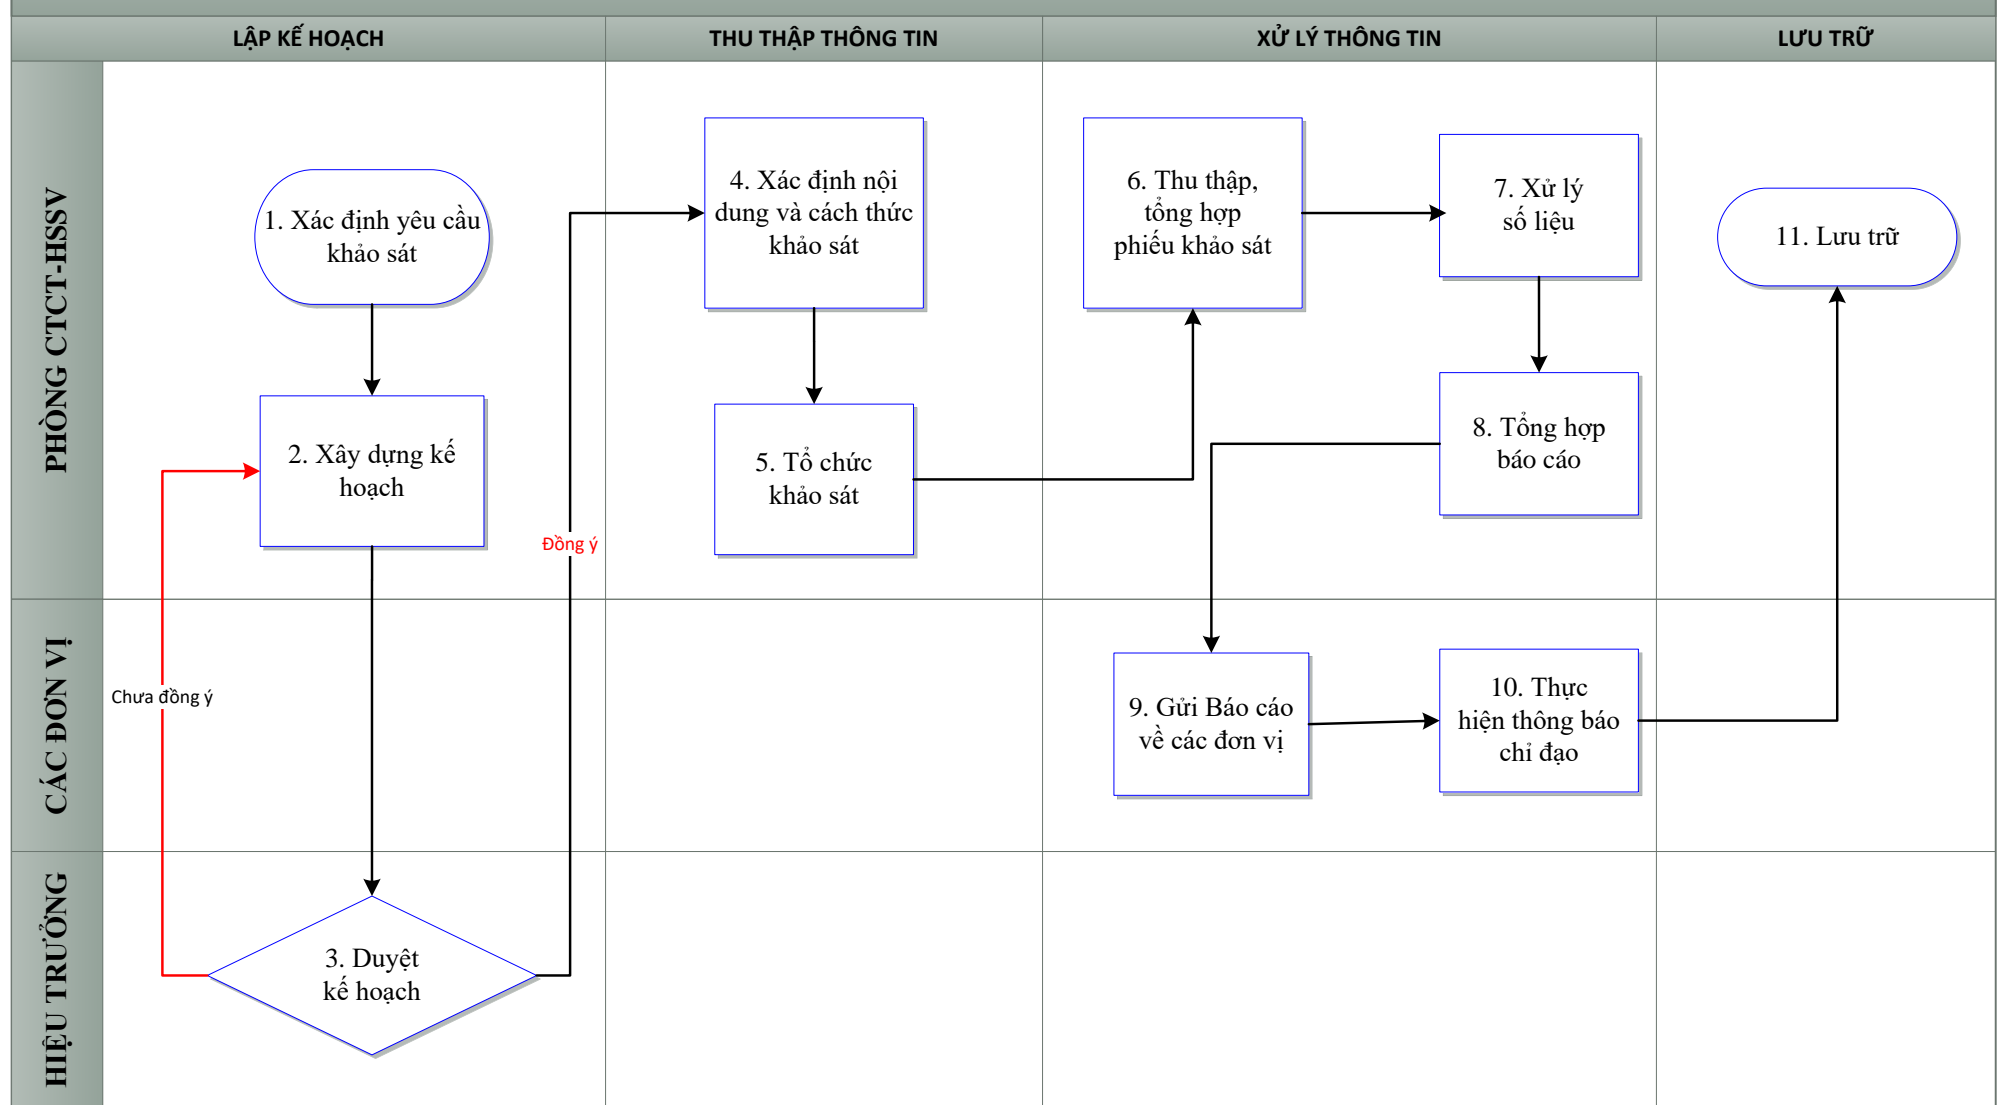 LẬP KẾ HOẠCH
THU THẬP THÔNG TIN
XỬ LÝ THÔNG TIN
LƯU TRỮ
PHÒNG CTCT-HSSV
1. Xác định yêu cầu
khảo sát
2. Xây dựng kế
hoạch
Đồng ý
4. Xác định nội
dung và cách thức
khảo sát
5. Tổ chức
khảo sát
6. Thu thập,
tổng hợp
phiếu khảo sát
7. Xử lý
số liệu
8. Tổng hợp
báo cáo
11. Lưu trữ
CÁC ĐƠN VỊ
Chưa đồng ý
9. Gửi Báo cáo
về các đơn vị
10. Thực
hiện thông báo
chỉ đạo
HIỆU TRƯỞNG
3. Duyệt
kế hoạch